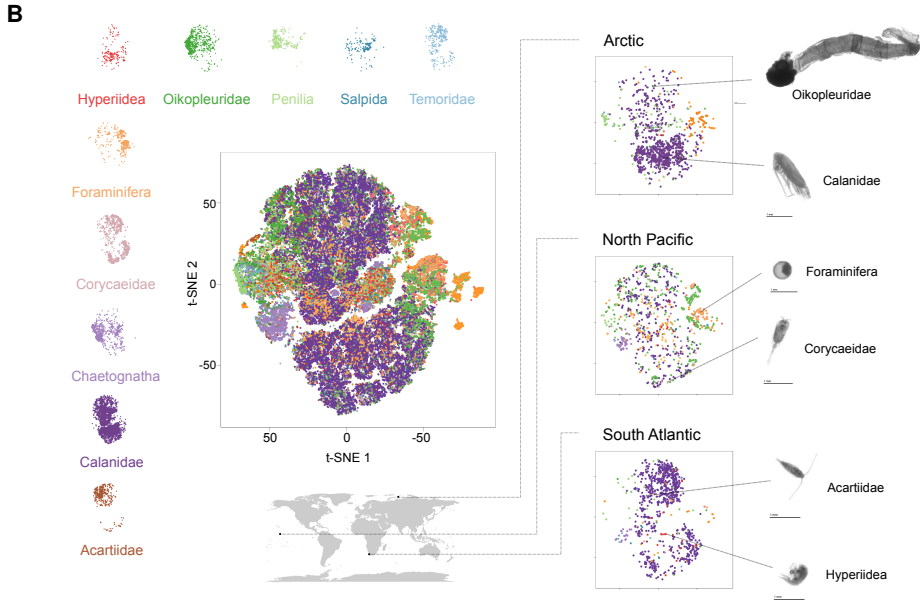 B
Hyperiidea
Oikopleuridae
Penilia
Salpida
Temoridae
Foraminifera
Corycaeidae
Chaetognatha
Calanidae
Acartiidae
50
0
-50
t-SNE 2
50
0
-50
t-SNE 1
Arctic
Oikopleuridae
Calanidae
North Pacific
Foraminifera
Corycaeidae
South Atlantic
Acartiidae
Hyperiidea